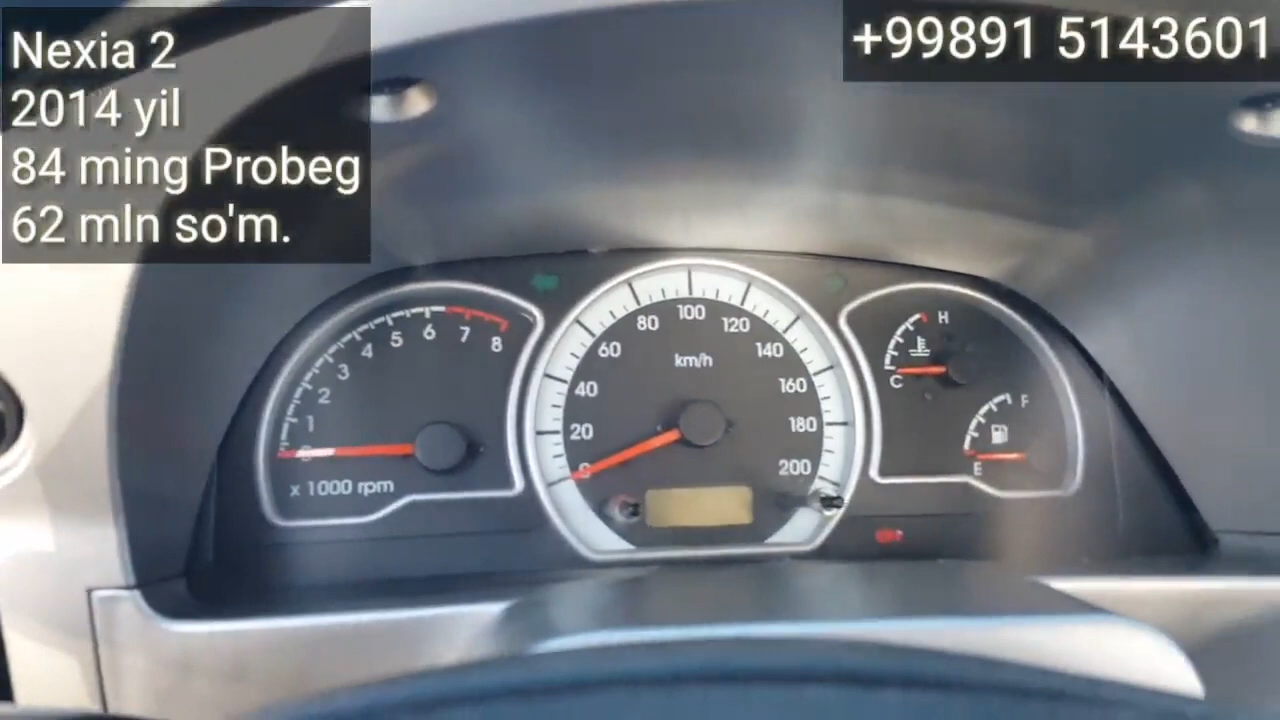 Nexia 2
2014 yil
84 ming Probeg
62 mln so'm.
+99891 5143601
1
2
3
4
5
6
7
8
x 1000 rpm
0
20
40
60
80
100
120
140
160
180
200
km/h
H
C
F
E